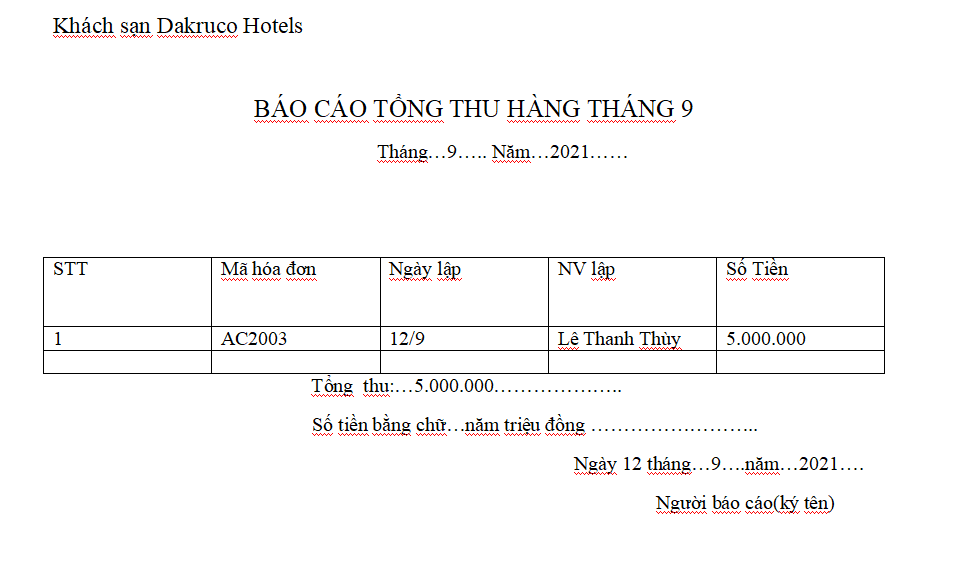 Khách sạn Dakruco Hotels
BÁO CÁO TỔNG THU HÀNG THÁNG 9
Tháng…9….. Năm…2021……
STT Mã hóa đơn Ngày lập NV lập Số Tiền
1 AC2003 12/9 Lê Thanh Thùy 5.000.000
Tổng thu:…5.000.000………………..
Số tiền bằng chữ…năm triệu đồng ……………………..
Ngày 12 tháng…9….năm…2021….
Người báo cáo(ký tên)